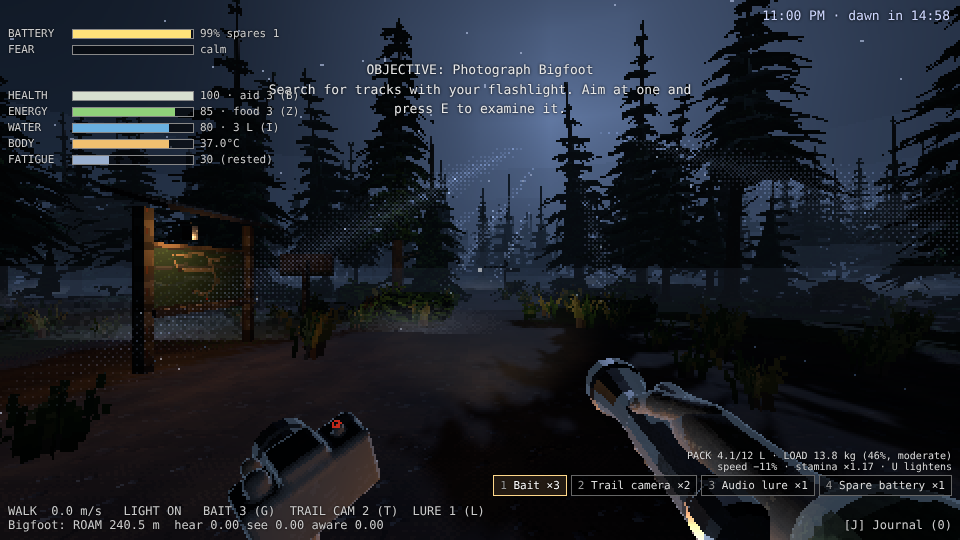 11:00 PM · dawn in 14:58
BATTERY 99% spares 1
FEAR calm
OBJECTIVE: Photograph Bigfoot
Search for tracks with your flashlight. Aim at one and
press E to examine it.
HEALTH 100 · aid 3 (B)
ENERGY 85 · food 3 (Z)
WATER 80 · 3 L (I)
BODY 37.0°C
FATIGUE 30 (rested)
PACK 4.1/12 L · LOAD 13.8 kg (46%, moderate)
speed −11% · stamina ×1.17 · U lightens
1 Bait ×3 2 Trail camera ×2 3 Audio lure ×1 4 Spare battery ×1
WALK 0.0 m/s LIGHT ON BAIT 3 (G) TRAIL CAM 2 (T) LURE 1 (L)
Bigfoot: ROAM 240.5 m hear 0.00 see 0.00 aware 0.00
[J] Journal (0)